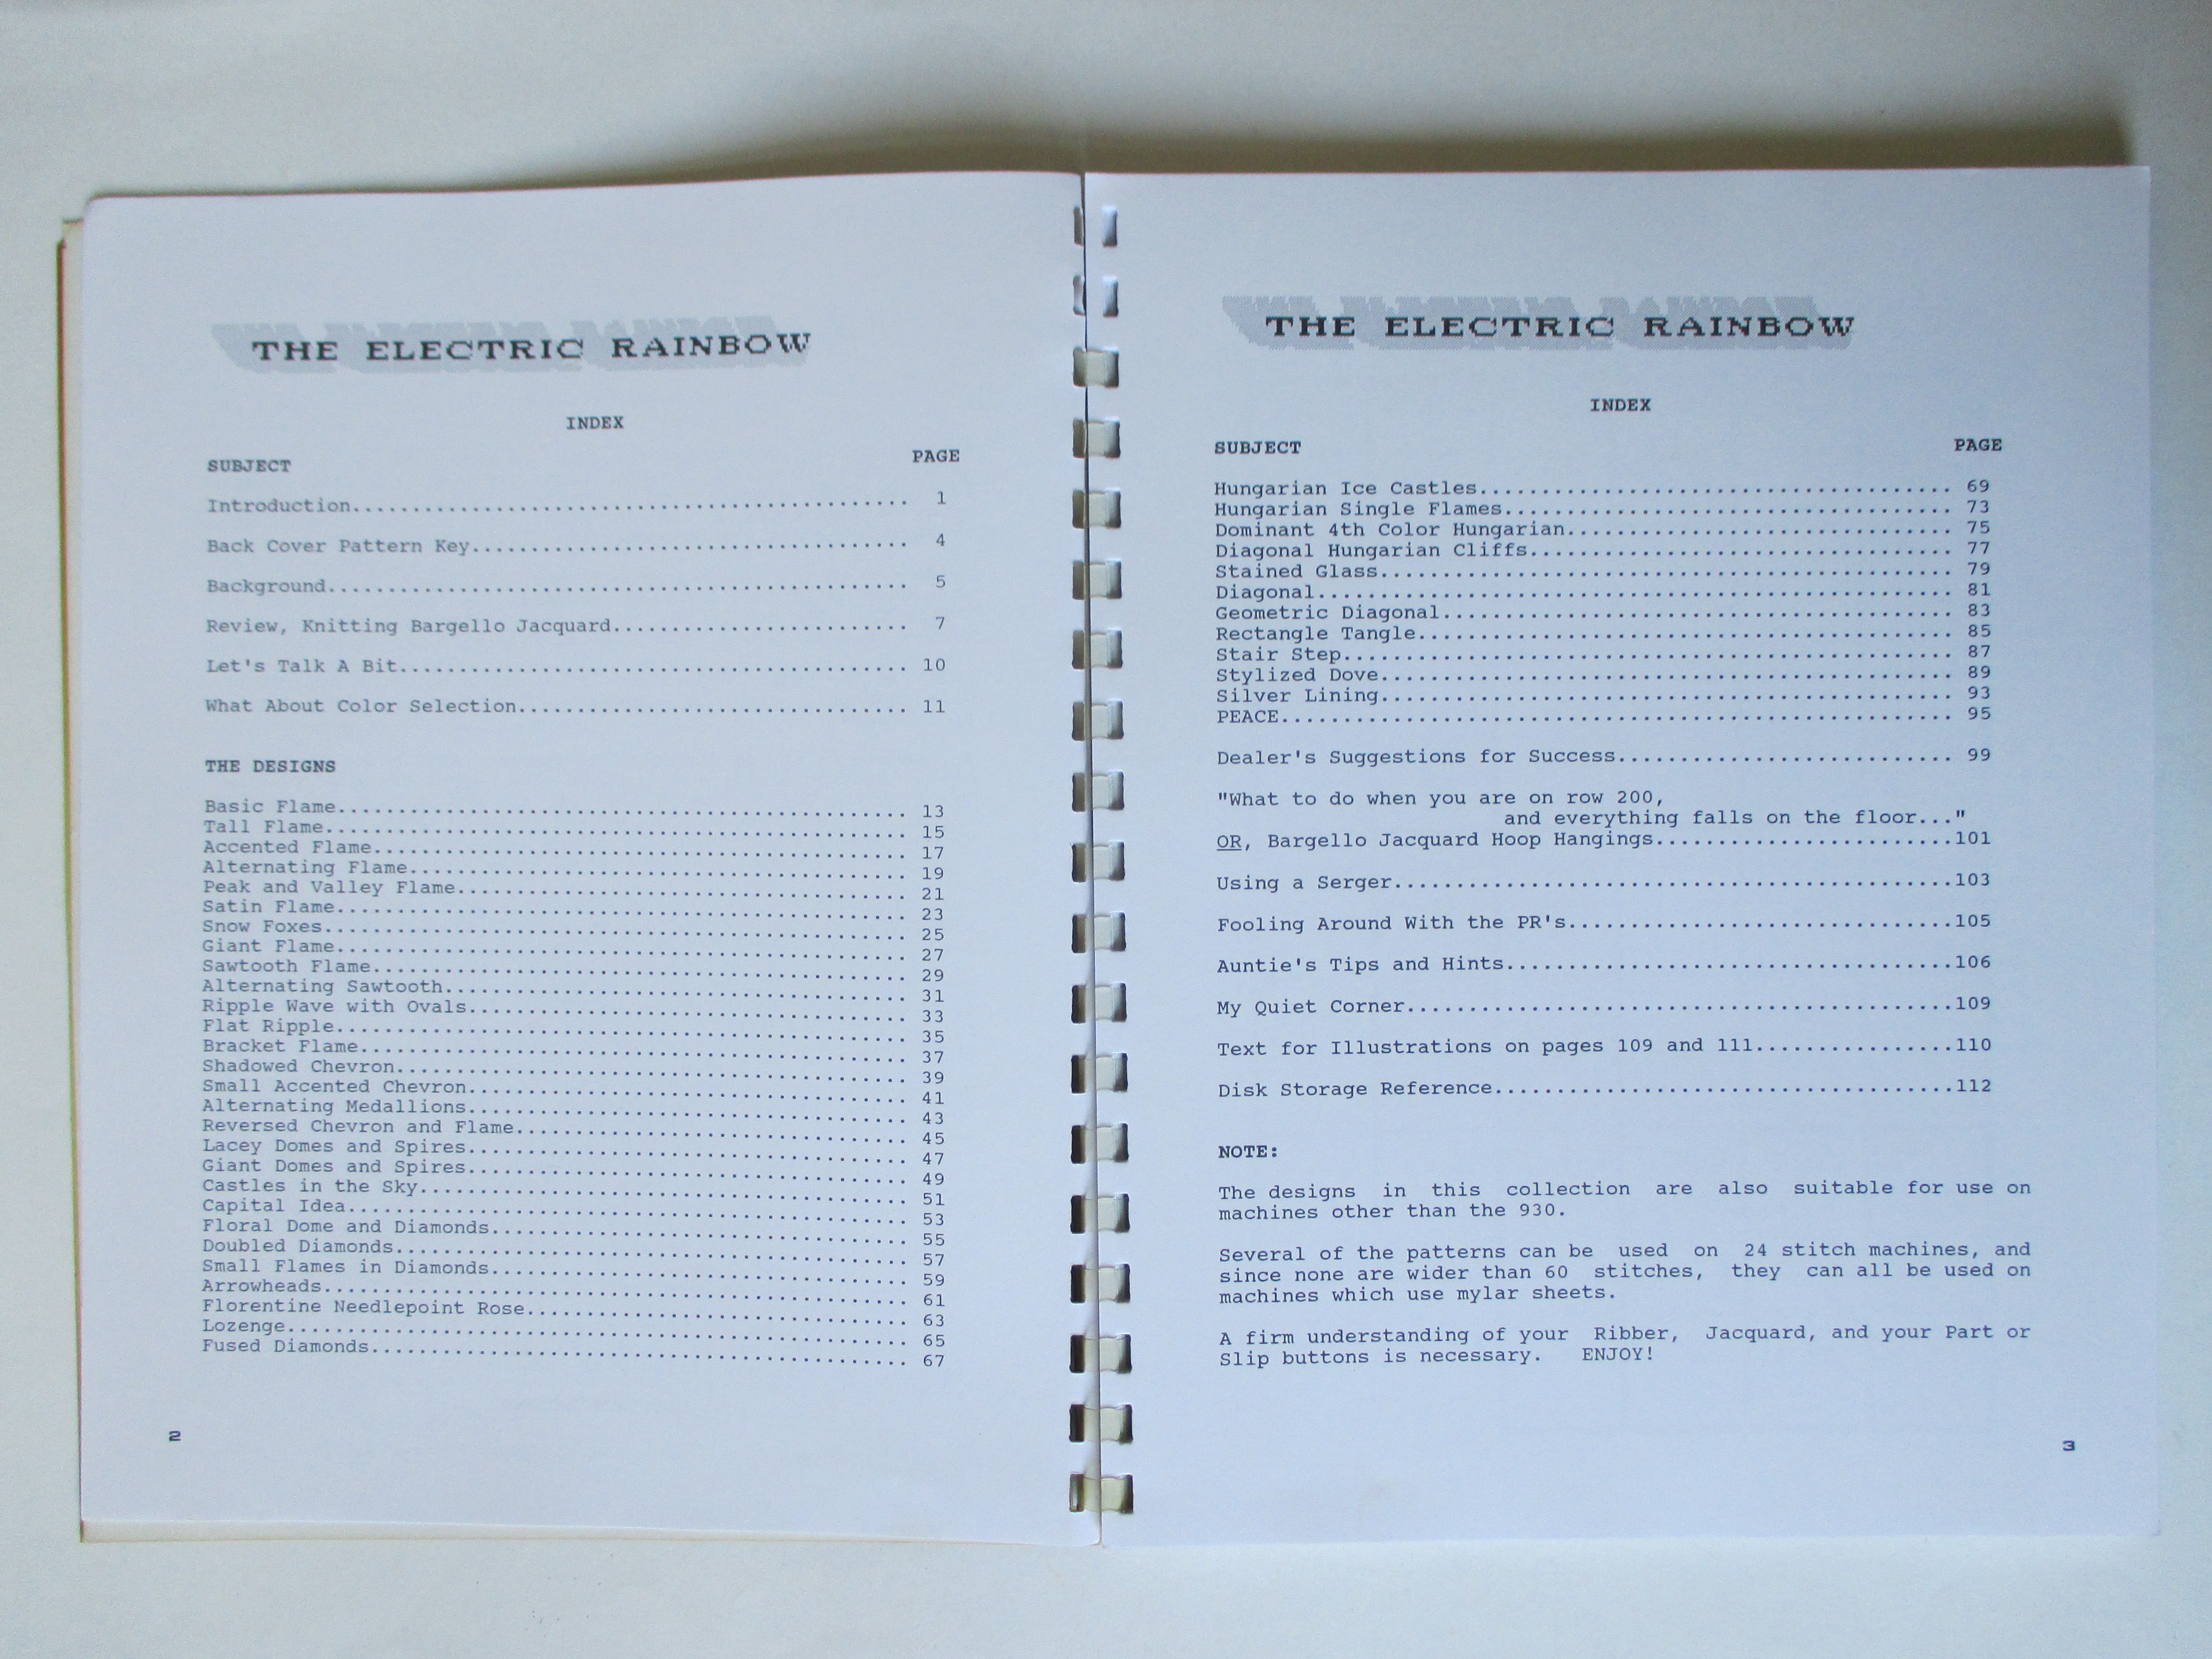 THE ELECTRIC RAINBOW
INDEX
SUBJECT PAGE
Introduction............................................... 1
Back Cover Pattern Key..................................... 4
Background................................................. 5
Review, Knitting Bargello Jacquard......................... 7
Let's Talk A Bit........................................... 10
What About Color Selection................................. 11
THE DESIGNS
Basic Flame................................................ 13
Tall Flame................................................. 15
Accented Flame............................................. 17
Alternating Flame.......................................... 19
Peak and Valley Flame...................................... 21
Satin Flame................................................ 23
Snow Foxes................................................. 25
Giant Flame................................................ 27
Sawtooth Flame............................................. 29
Alternating Sawtooth....................................... 31
Ripple Wave with Ovals..................................... 33
Flat Ripple................................................ 35
Bracket Flame.............................................. 37
Shadowed Chevron........................................... 39
Small Accented Chevron..................................... 41
Alternating Medallions..................................... 43
Reversed Chevron and Flame................................. 45
Lacey Domes and Spires..................................... 47
Giant Domes and Spires..................................... 49
Castles in the Sky......................................... 51
Capital Idea............................................... 53
Floral Dome and Diamonds................................... 55
Doubled Diamonds........................................... 57
Small Flames in Diamonds................................... 59
Arrowheads................................................. 61
Florentine Needlepoint Rose................................ 63
Lozenge.................................................... 65
Fused Diamonds............................................. 67
2
THE ELECTRIC RAINBOW
INDEX
SUBJECT PAGE
Hungarian Ice Castles...................................... 69
Hungarian Single Flames.................................... 73
Dominant 4th Color Hungarian............................... 75
Diagonal Hungarian Cliffs.................................. 77
Stained Glass.............................................. 79
Diagonal................................................... 81
Geometric Diagonal......................................... 83
Rectangle Tangle........................................... 85
Stair Step................................................. 87
Stylized Dove.............................................. 89
Silver Lining.............................................. 93
PEACE...................................................... 95
Dealer's Suggestions for Success........................... 99
"What to do when you are on row 200,
and everything falls on the floor..."
OR, Bargello Jacquard Hoop Hangings........................101
Using a Serger.............................................103
Fooling Around With the PR's...............................105
Auntie's Tips and Hints....................................106
My Quiet Corner............................................109
Text for Illustrations on pages 109 and 111................110
Disk Storage Reference.....................................112
NOTE:
The designs in this collection are also suitable for use on
machines other than the 930.
Several of the patterns can be used on 24 stitch machines, and
since none are wider than 60 stitches, they can all be used on
machines which use mylar sheets.
A firm understanding of your Ribber, Jacquard, and your Part or
Slip buttons is necessary. ENJOY!
3